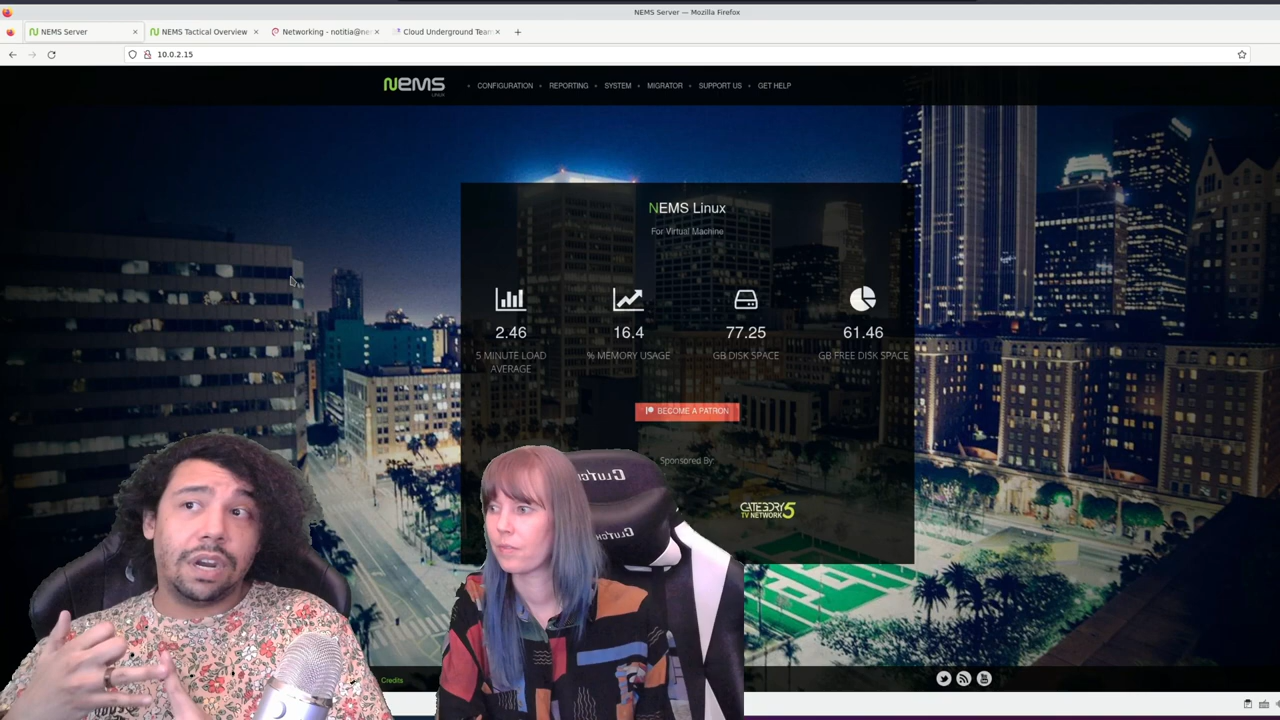 NEMS Server — Mozilla Firefox
NEMS Server
NEMS Tactical Overview
Networking - notitia@ne
Cloud Underground Team
10.0.2.15
NEMS
LINUX
CONFIGURATION
REPORTING
SYSTEM
MIGRATOR
SUPPORT US
GET HELP
NEMS Linux
For Virtual Machine
2.46
16.4
77.25
61.46
5 MINUTE LOAD
AVERAGE
% MEMORY USAGE
GB DISK SPACE
GB FREE DISK SPACE
BECOME A PATRON
Sponsored By:
CATEGORY5
TV NETWORK
Credits